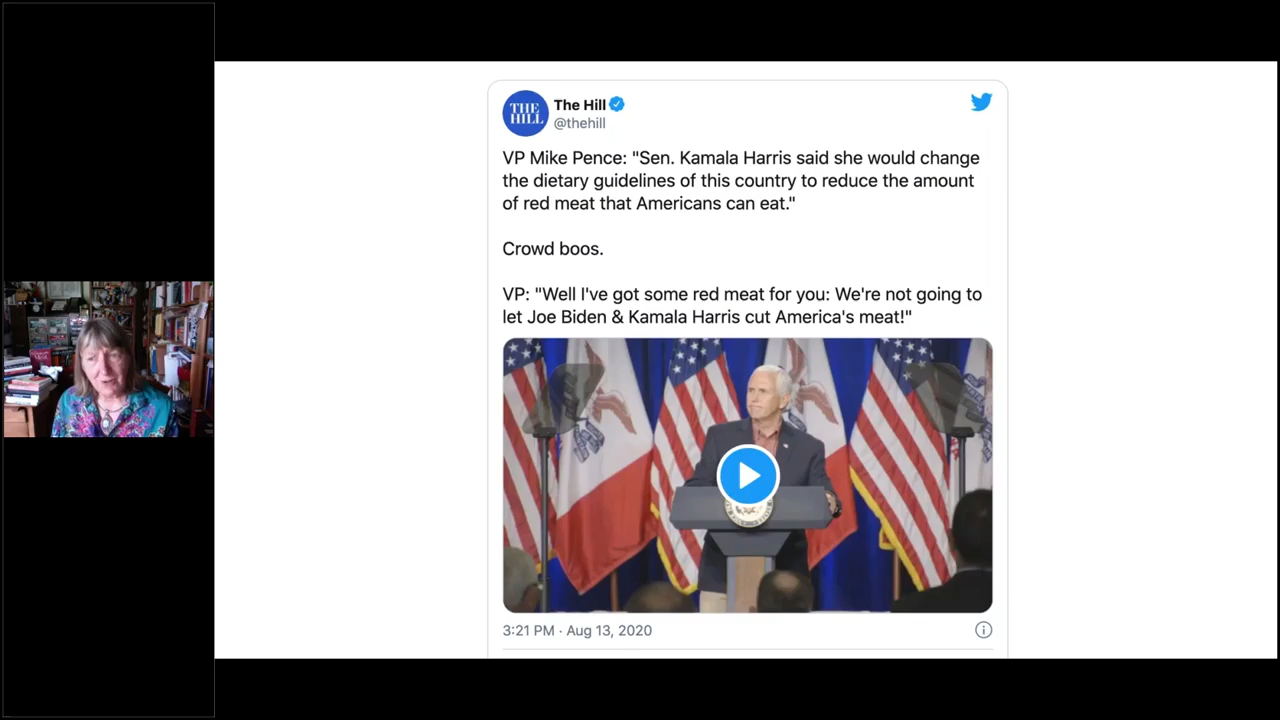 THE
HILL
The Hill
@thehill
VP Mike Pence: "Sen. Kamala Harris said she would change
the dietary guidelines of this country to reduce the amount
of red meat that Americans can eat."
Crowd boos.
VP: "Well I've got some red meat for you: We're not going to
let Joe Biden & Kamala Harris cut America's meat!"
3:21 PM · Aug 13, 2020